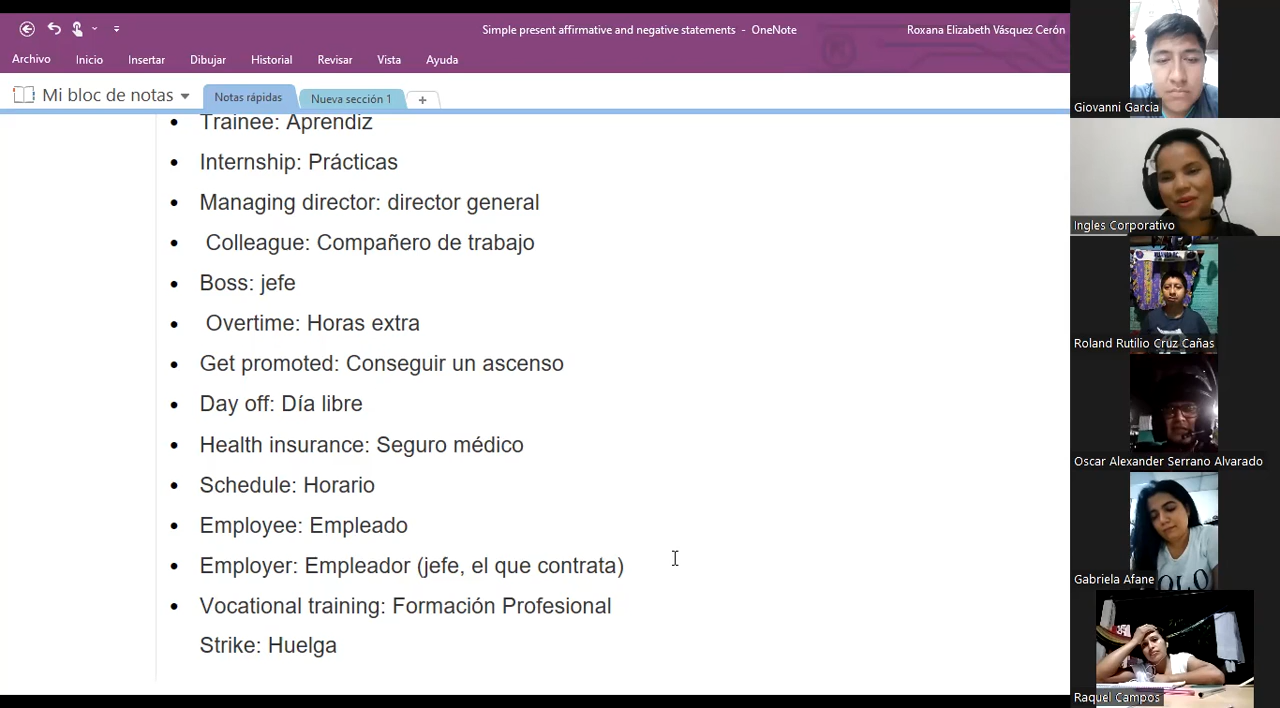 Simple present affirmative and negative statements - OneNote
Roxana Elizabeth Vásquez Cerón
Archivo Inicio Insertar Dibujar Historial Revisar Vista Ayuda
Mi bloc de notas Notas rápidas Nueva sección 1 +
• Trainee: Aprendiz
• Internship: Prácticas
• Managing director: director general
• Colleague: Compañero de trabajo
• Boss: jefe
• Overtime: Horas extra
• Get promoted: Conseguir un ascenso
• Day off: Día libre
• Health insurance: Seguro médico
• Schedule: Horario
• Employee: Empleado
• Employer: Empleador (jefe, el que contrata)
• Vocational training: Formación Profesional
Strike: Huelga
Giovanni Garcia
Ingles Corporativo
Roland Rutilio Cruz Cañas
Oscar Alexander Serrano Alvarado
Gabriela Afane
Raquel Campos